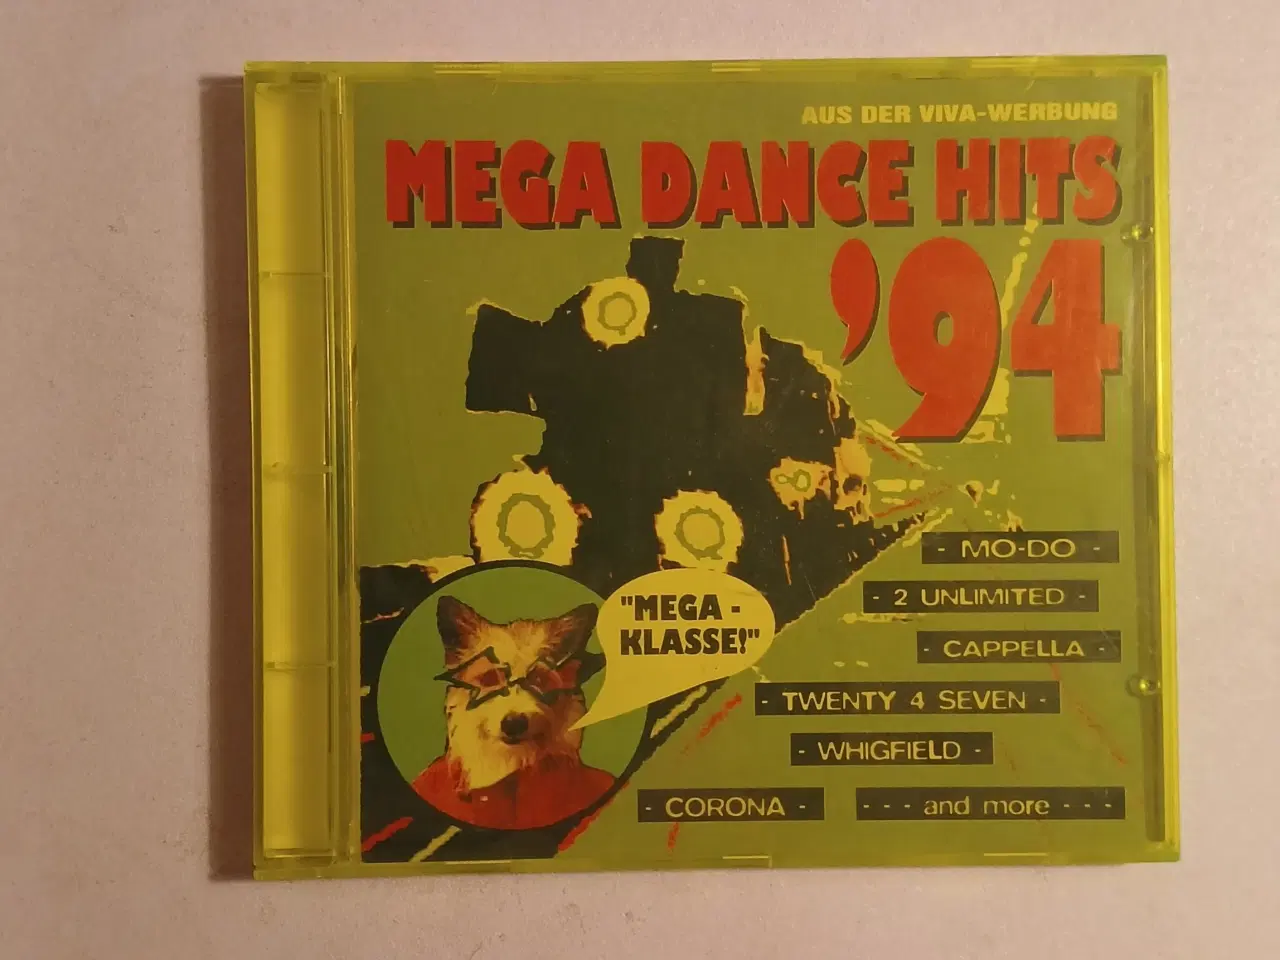 AUS DER VIVA-WERBUNG
MEGA DANCE HITS
'94
- MO-DO -
- 2 UNLIMITED -
"MEGA -
KLASSE!"
- CAPPELLA -
- TWENTY 4 SEVEN -
- WHIGFIELD -
- CORONA -
- - - and more - - -